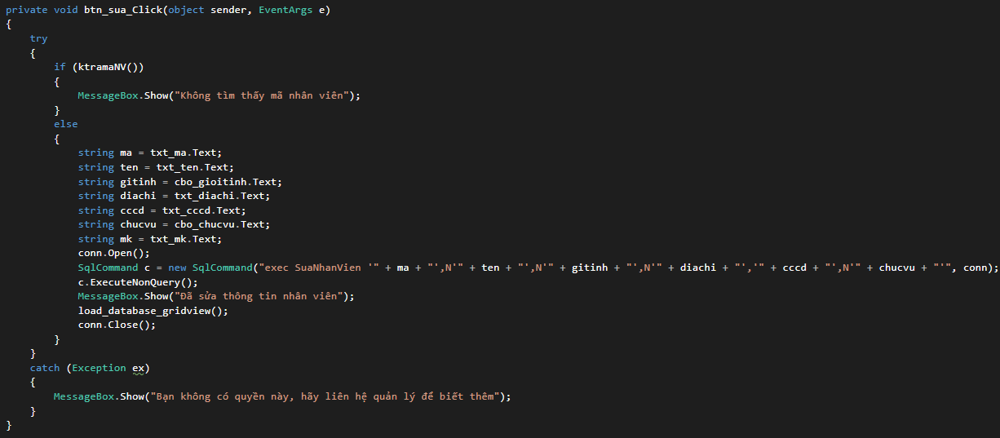 private void btn_sua_Click(object sender, EventArgs e)
{
    try
    {
        if (ktramaNV())
        {
            MessageBox.Show("Không tìm thấy mã nhân viên");
        }
        else
        {
            string ma = txt_ma.Text;
            string ten = txt_ten.Text;
            string gitinh = cbo_gioitinh.Text;
            string diachi = txt_diachi.Text;
            string cccd = txt_cccd.Text;
            string chucvu = cbo_chucvu.Text;
            string mk = txt_mk.Text;
            conn.Open();
            SqlCommand c = new SqlCommand("exec SuaNhanVien '" + ma + "',N'" + ten + "',N'" + gitinh + "',N'" + diachi + "','" + cccd + "',N'" + chucvu + "'", conn);
            c.ExecuteNonQuery();
            MessageBox.Show("Đã sửa thông tin nhân viên");
            load_database_gridview();
            conn.Close();
        }
    }
    catch (Exception ex)
    {
        MessageBox.Show("Bạn không có quyền này, hãy liên hệ quản lý để biết thêm");
    }
}